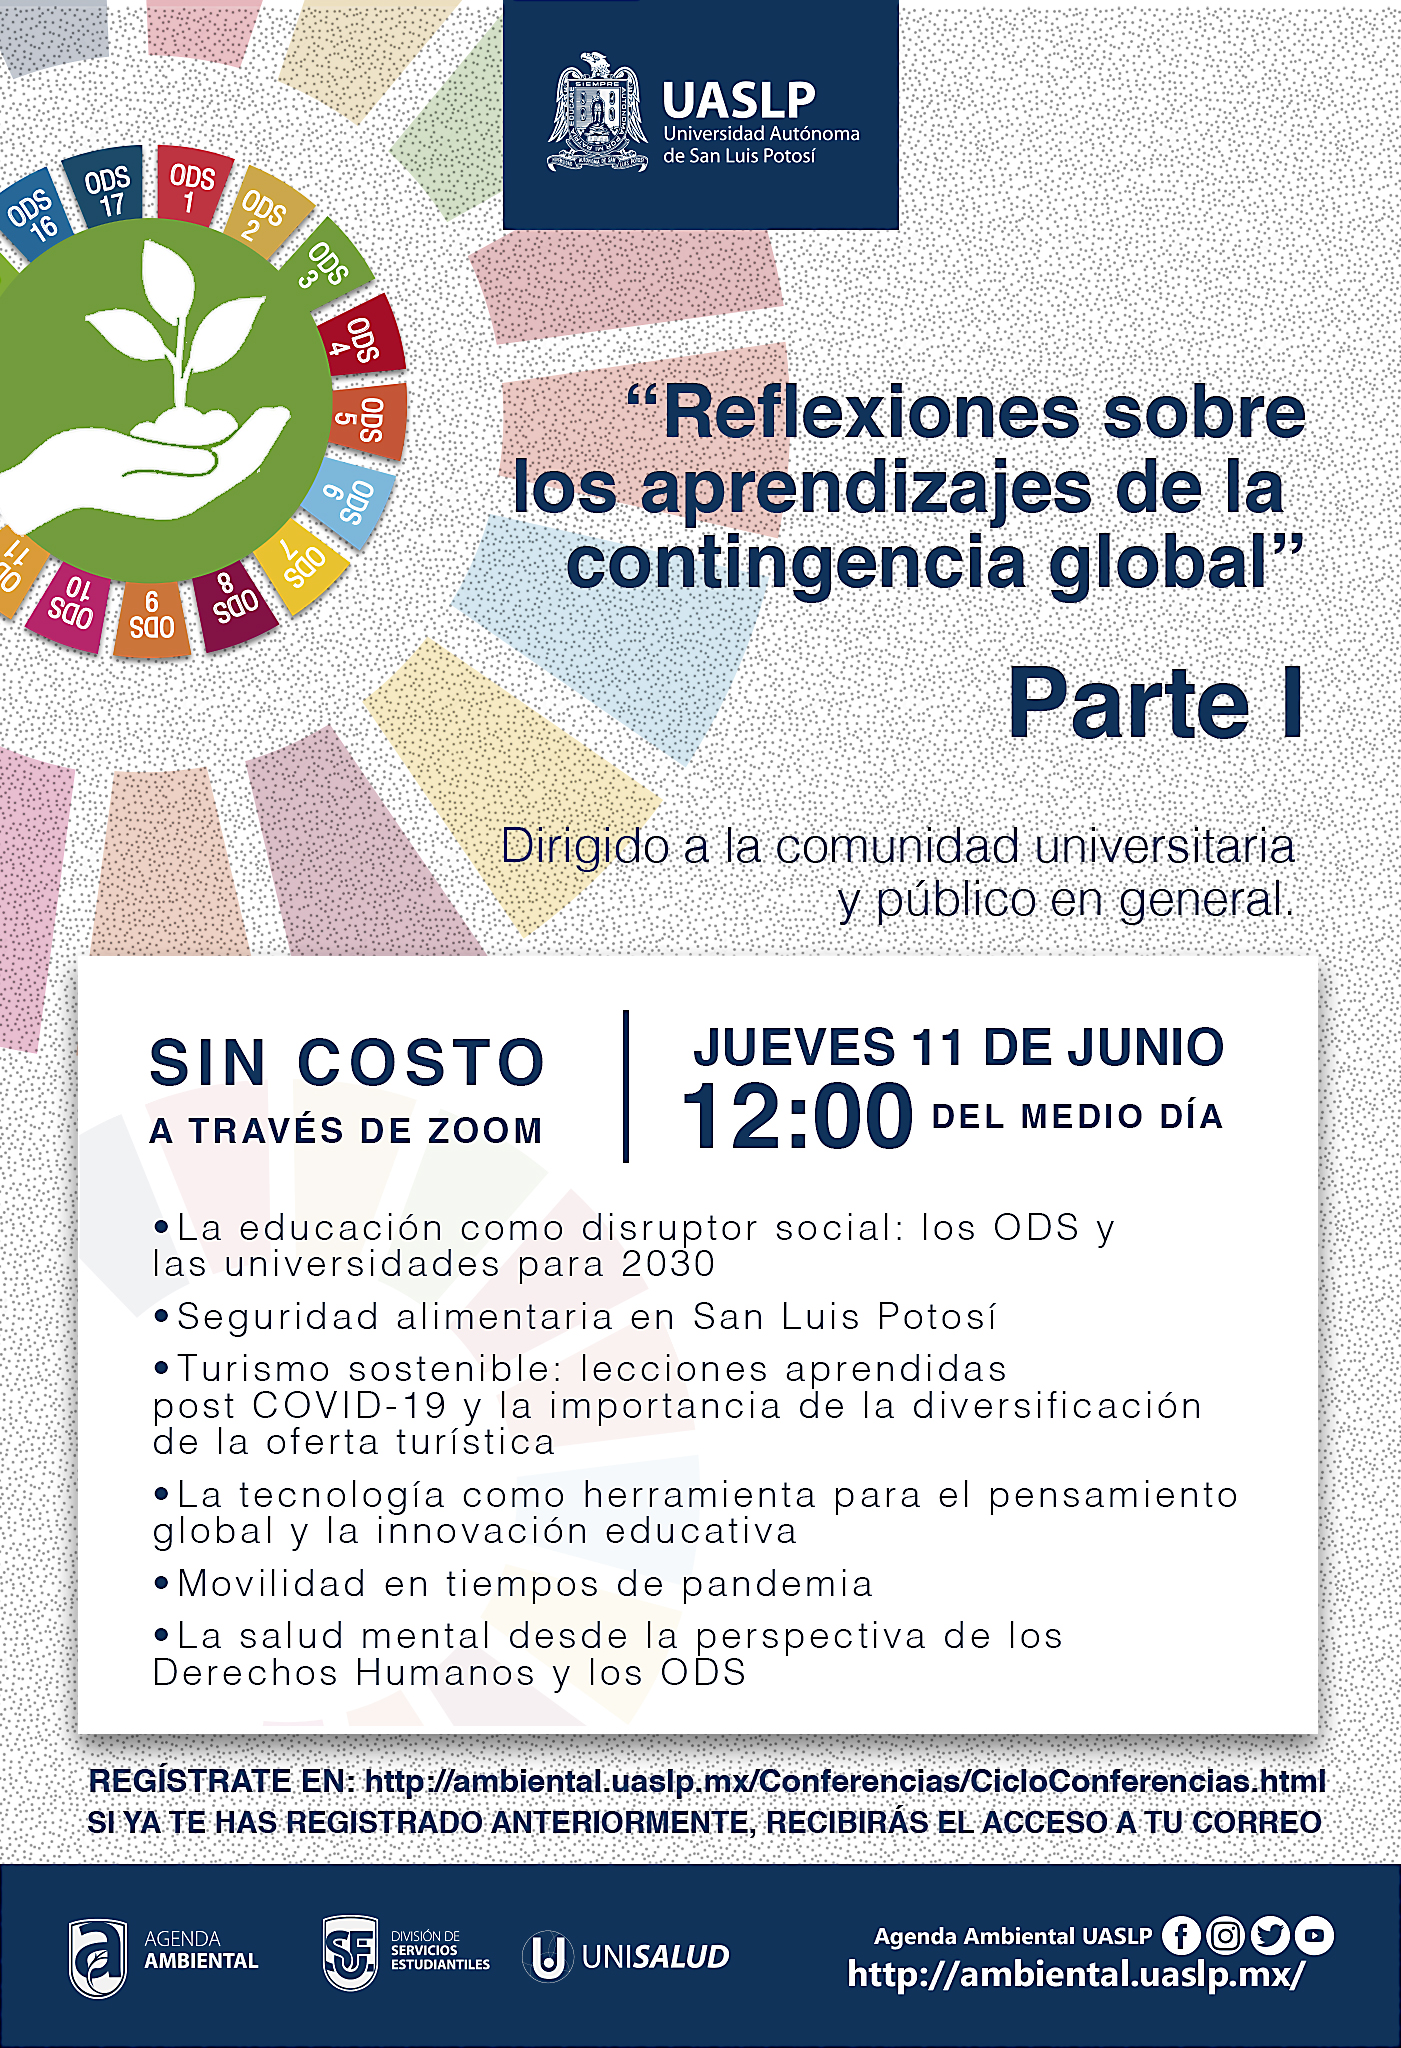 UASLP
Universidad Autónoma
de San Luis Potosí
SIEMPRE
ODS
16
ODS
17
ODS
1
ODS
2
ODS
3
ODS
4
ODS
5
ODS
6
ODS
7
ODS
8
ODS
9
ODS
10
11
“Reflexiones sobre
los aprendizajes de la
contingencia global”
Parte I
Dirigido a la comunidad universitaria
y público en general.
SIN COSTO
A TRAVÉS DE ZOOM
JUEVES 11 DE JUNIO
12:00 DEL MEDIO DÍA
•La educación como disruptor social: los ODS y
las universidades para 2030
•Seguridad alimentaria en San Luis Potosí
•Turismo sostenible: lecciones aprendidas
post COVID-19 y la importancia de la diversificación
de la oferta turística
•La tecnología como herramienta para el pensamiento
global y la innovación educativa
•Movilidad en tiempos de pandemia
•La salud mental desde la perspectiva de los
Derechos Humanos y los ODS
REGÍSTRATE EN: http://ambiental.uaslp.mx/Conferencias/CicloConferencias.html
SI YA TE HAS REGISTRADO ANTERIORMENTE, RECIBIRÁS EL ACCESO A TU CORREO
AGENDA
AMBIENTAL
DIVISIÓN DE
SERVICIOS
ESTUDIANTILES
UNISALUD
Agenda Ambiental UASLP
http://ambiental.uaslp.mx/